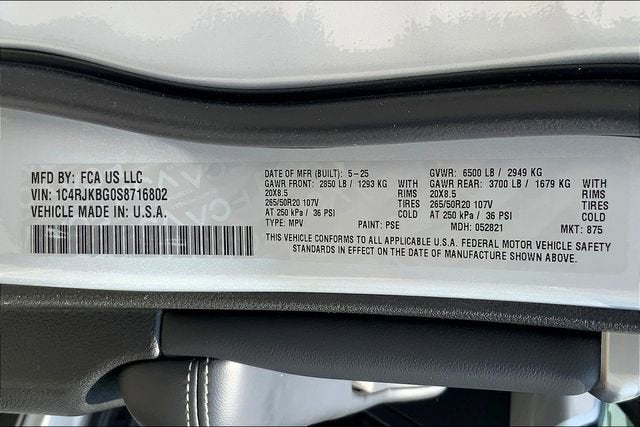 MFD BY: FCA US LLC
VIN: 1C4RJKBG0S8716802
VEHICLE MADE IN: U.S.A.
DATE OF MFR (BUILT): 5-25 GVWR: 6500 LB / 2949 KG
GAWR FRONT: 2850 LB / 1293 KG WITH GAWR REAR: 3700 LB / 1679 KG WITH
20X8.5 RIMS 20X8.5 RIMS
265/50R20 107V TIRES 265/50R20 107V TIRES
AT 250 kPa / 36 PSI COLD AT 250 kPa / 36 PSI COLD
TYPE: MPV PAINT: PSE MDH: 052821 MKT: 875
THIS VEHICLE CONFORMS TO ALL APPLICABLE U.S.A. FEDERAL MOTOR VEHICLE SAFETY
STANDARDS IN EFFECT ON THE DATE OF MANUFACTURE SHOWN ABOVE.